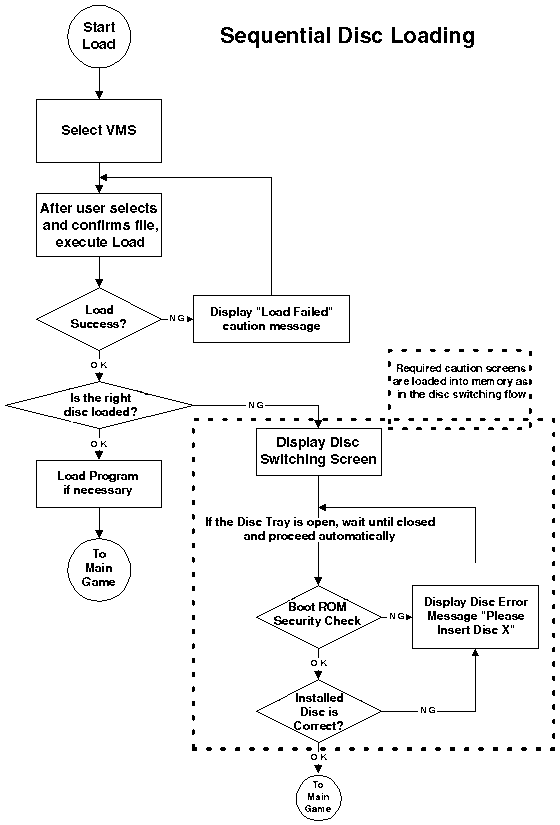 Sequential Disc Loading
Start
Load
Select VMS
After user selects
and confirms file,
execute Load
Load
Success?
NG
Display "Load Failed"
caution message
OK
Is the right
disc loaded?
NG
Required caution screens
are loaded into memory as
in the disc switching flow
OK
Load Program
if necessary
To
Main
Game
Display Disc
Switching Screen
If the Disc Tray is open, wait until closed
and proceed automatically
Boot ROM
Security Check
NG
Display Disc Error
Message "Please
Insert Disc X"
OK
Installed
Disc is
Correct?
NG
OK
To
Main
Game